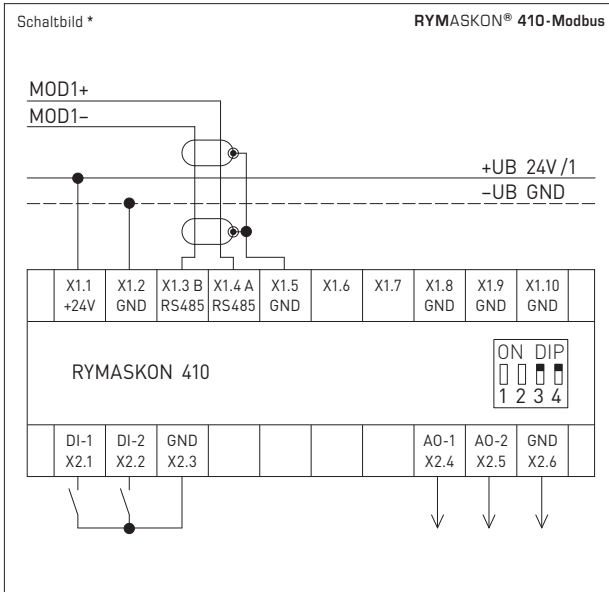 Schaltbild * RYMASKON® 410-Modbus
MOD1+
MOD1–
+UB 24V/1
–UB GND
X1.1 X1.2 X1.3 B X1.4 A X1.5 X1.6 X1.7 X1.8 X1.9 X1.10
+24V GND RS485 RS485 GND GND GND GND
RYMASKON 410
ON DIP
1 2 3 4
DI-1 DI-2 GND AO-1 AO-2 GND
X2.1 X2.2 X2.3 X2.4 X2.5 X2.6